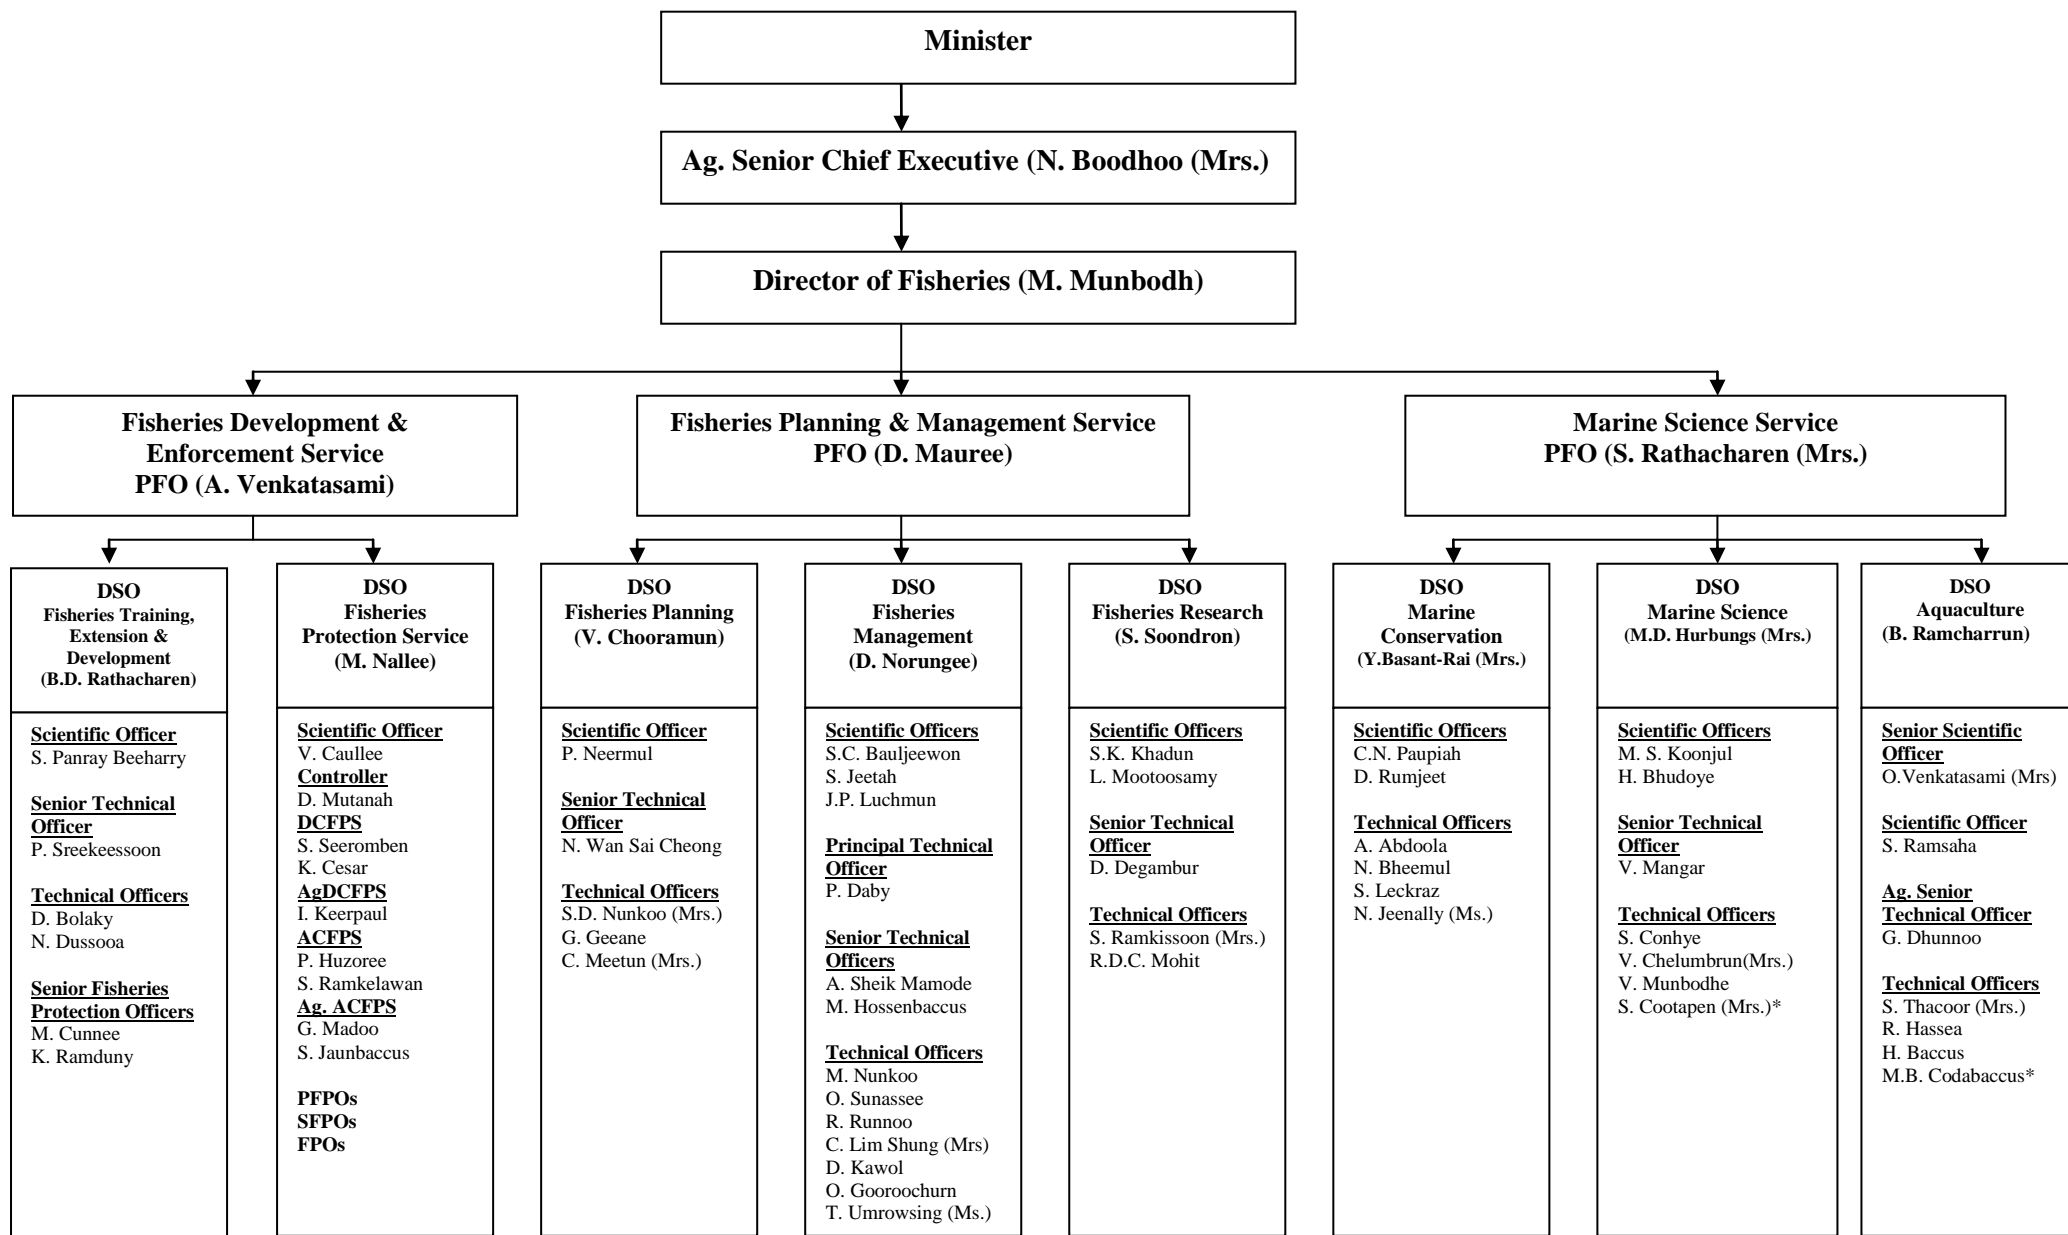 Minister
Ag. Senior Chief Executive (N. Boodhoo (Mrs.)
Director of Fisheries (M. Munbodh)
Fisheries Development &
Enforcement Service
PFO (A. Venkatasami)
Fisheries Planning & Management Service
PFO (D. Mauree)
Marine Science Service
PFO (S. Rathacharen (Mrs.)
DSO
Fisheries Training,
Extension &
Development
(B.D. Rathacharen)
Scientific Officer
S. Panray Beeharry
Senior Technical
Officer
P. Sreekeessoon
Technical Officers
D. Bolaky
N. Dussooa
Senior Fisheries
Protection Officers
M. Cunnee
K. Ramduny
DSO
Fisheries
Protection Service
(M. Nallee)
Scientific Officer
V. Caullee
Controller
D. Mutanah
DCFPS
S. Seeromben
K. Cesar
AgDCFPS
I. Keerpaul
ACFPS
P. Huzoree
S. Ramkelawan
Ag. ACFPS
G. Madoo
S. Jaunbaccus
PFPOs
SFPOs
FPOs
DSO
Fisheries Planning
(V. Chooramun)
Scientific Officer
P. Neermul
Senior Technical
Officer
N. Wan Sai Cheong
Technical Officers
S.D. Nunkoo (Mrs.)
G. Geeane
C. Meetun (Mrs.)
DSO
Fisheries
Management
(D. Norungee)
Scientific Officers
S.C. Bauljeewon
S. Jeetah
J.P. Luchmun
Principal Technical
Officer
P. Daby
Senior Technical
Officers
A. Sheik Mamode
M. Hossenbaccus
Technical Officers
M. Nunkoo
O. Sunassee
R. Runnoo
C. Lim Shung (Mrs)
D. Kawol
O. Gooroochurn
T. Umrowsing (Ms.)
DSO
Fisheries Research
(S. Soondron)
Scientific Officers
S.K. Khadun
L. Mootoosamy
Senior Technical
Officer
D. Degambur
Technical Officers
S. Ramkissoon (Mrs.)
R.D.C. Mohit
DSO
Marine
Conservation
(Y.Basant-Rai (Mrs.)
Scientific Officers
C.N. Paupiah
D. Rumjeet
Technical Officers
A. Abdoola
N. Bheemul
S. Leckraz
N. Jeenally (Ms.)
DSO
Marine Science
(M.D. Hurbungs (Mrs.)
Scientific Officers
M. S. Koonjul
H. Bhudoye
Senior Technical
Officer
V. Mangar
Technical Officers
S. Conhye
V. Chelumbrun(Mrs.)
V. Munbodhe
S. Cootapen (Mrs.)*
DSO
Aquaculture
(B. Ramcharrun)
Senior Scientific
Officer
O.Venkatasami (Mrs)
Scientific Officer
S. Ramsaha
Ag. Senior
Technical Officer
G. Dhunnoo
Technical Officers
S. Thacoor (Mrs.)
R. Hassea
H. Baccus
M.B. Codabaccus*